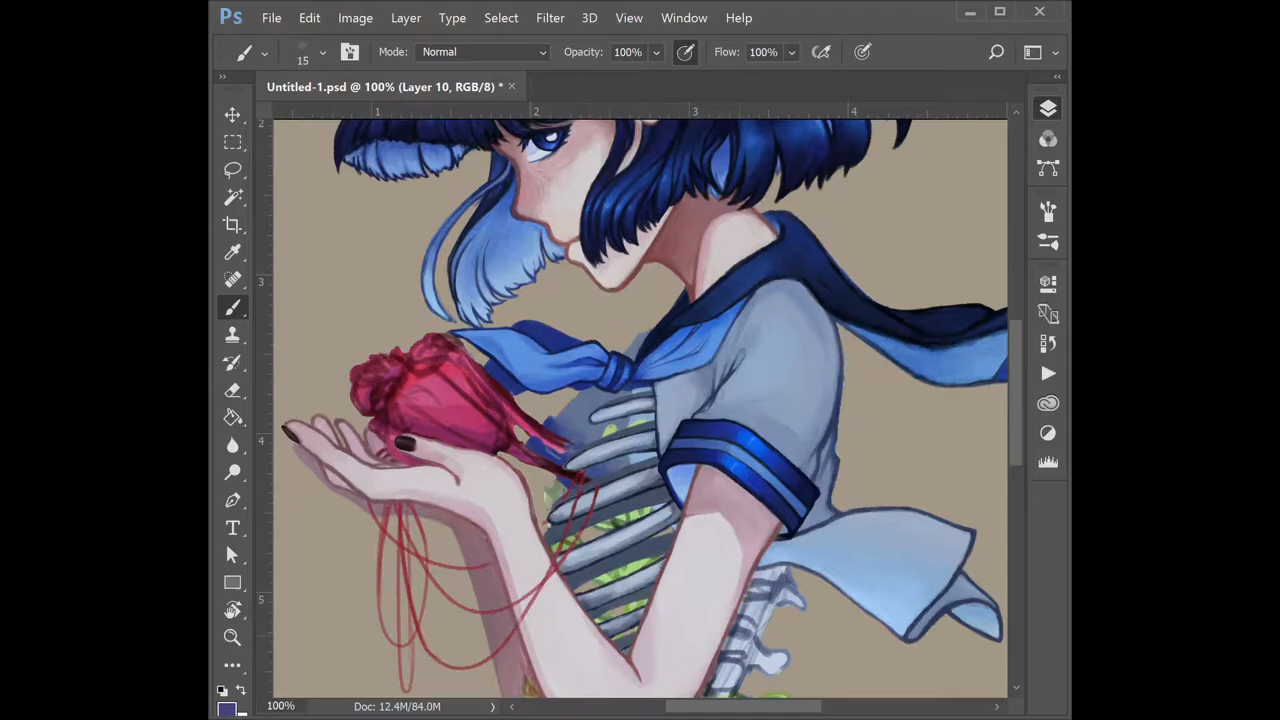 Ps File Edit Image Layer Type Select Filter 3D View Window Help
15 Mode: Normal Opacity: 100% Flow: 100%
Untitled-1.psd @ 100% (Layer 10, RGB/8) * ×
1 2 3 4
2
3
4
5
T
100% Doc: 12.4M/84.0M